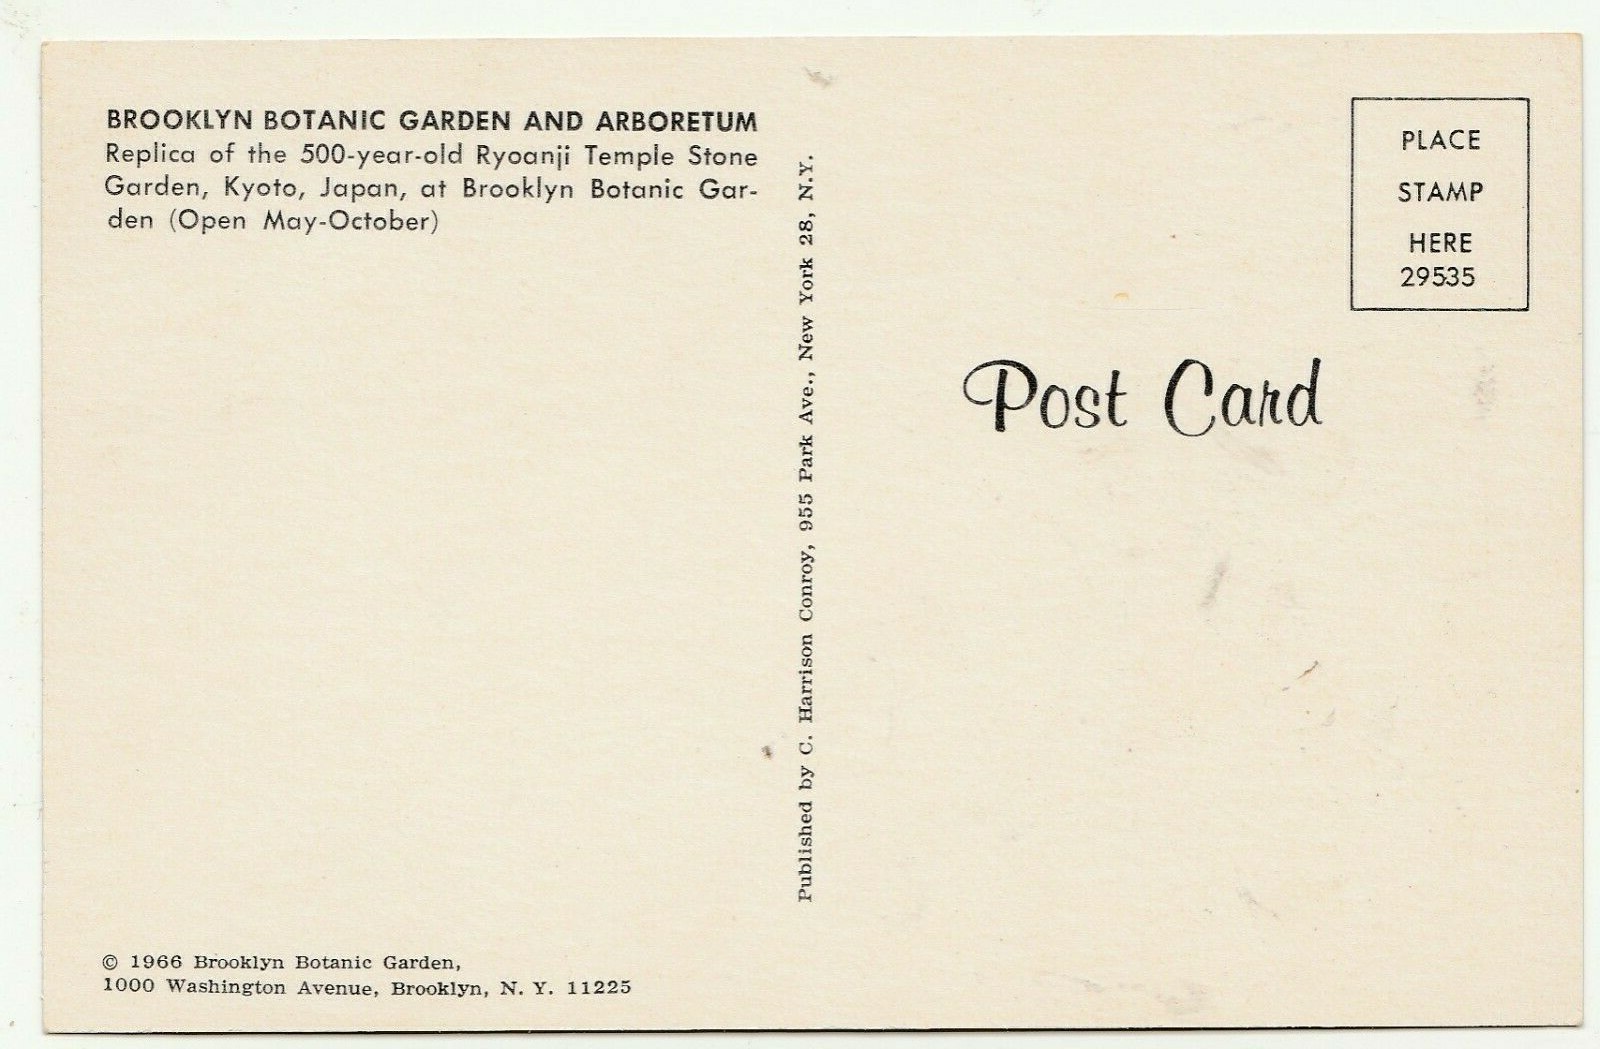 BROOKLYN BOTANIC GARDEN AND ARBORETUM
Replica of the 500-year-old Ryoanji Temple Stone
Garden, Kyoto, Japan, at Brooklyn Botanic Gar-
den (Open May-October)
© 1966 Brooklyn Botanic Garden,
1000 Washington Avenue, Brooklyn, N. Y. 11225
Published by C. Harrison Conroy, 955 Park Ave., New York 28, N.Y.
PLACE
STAMP
HERE
29535
Post Card